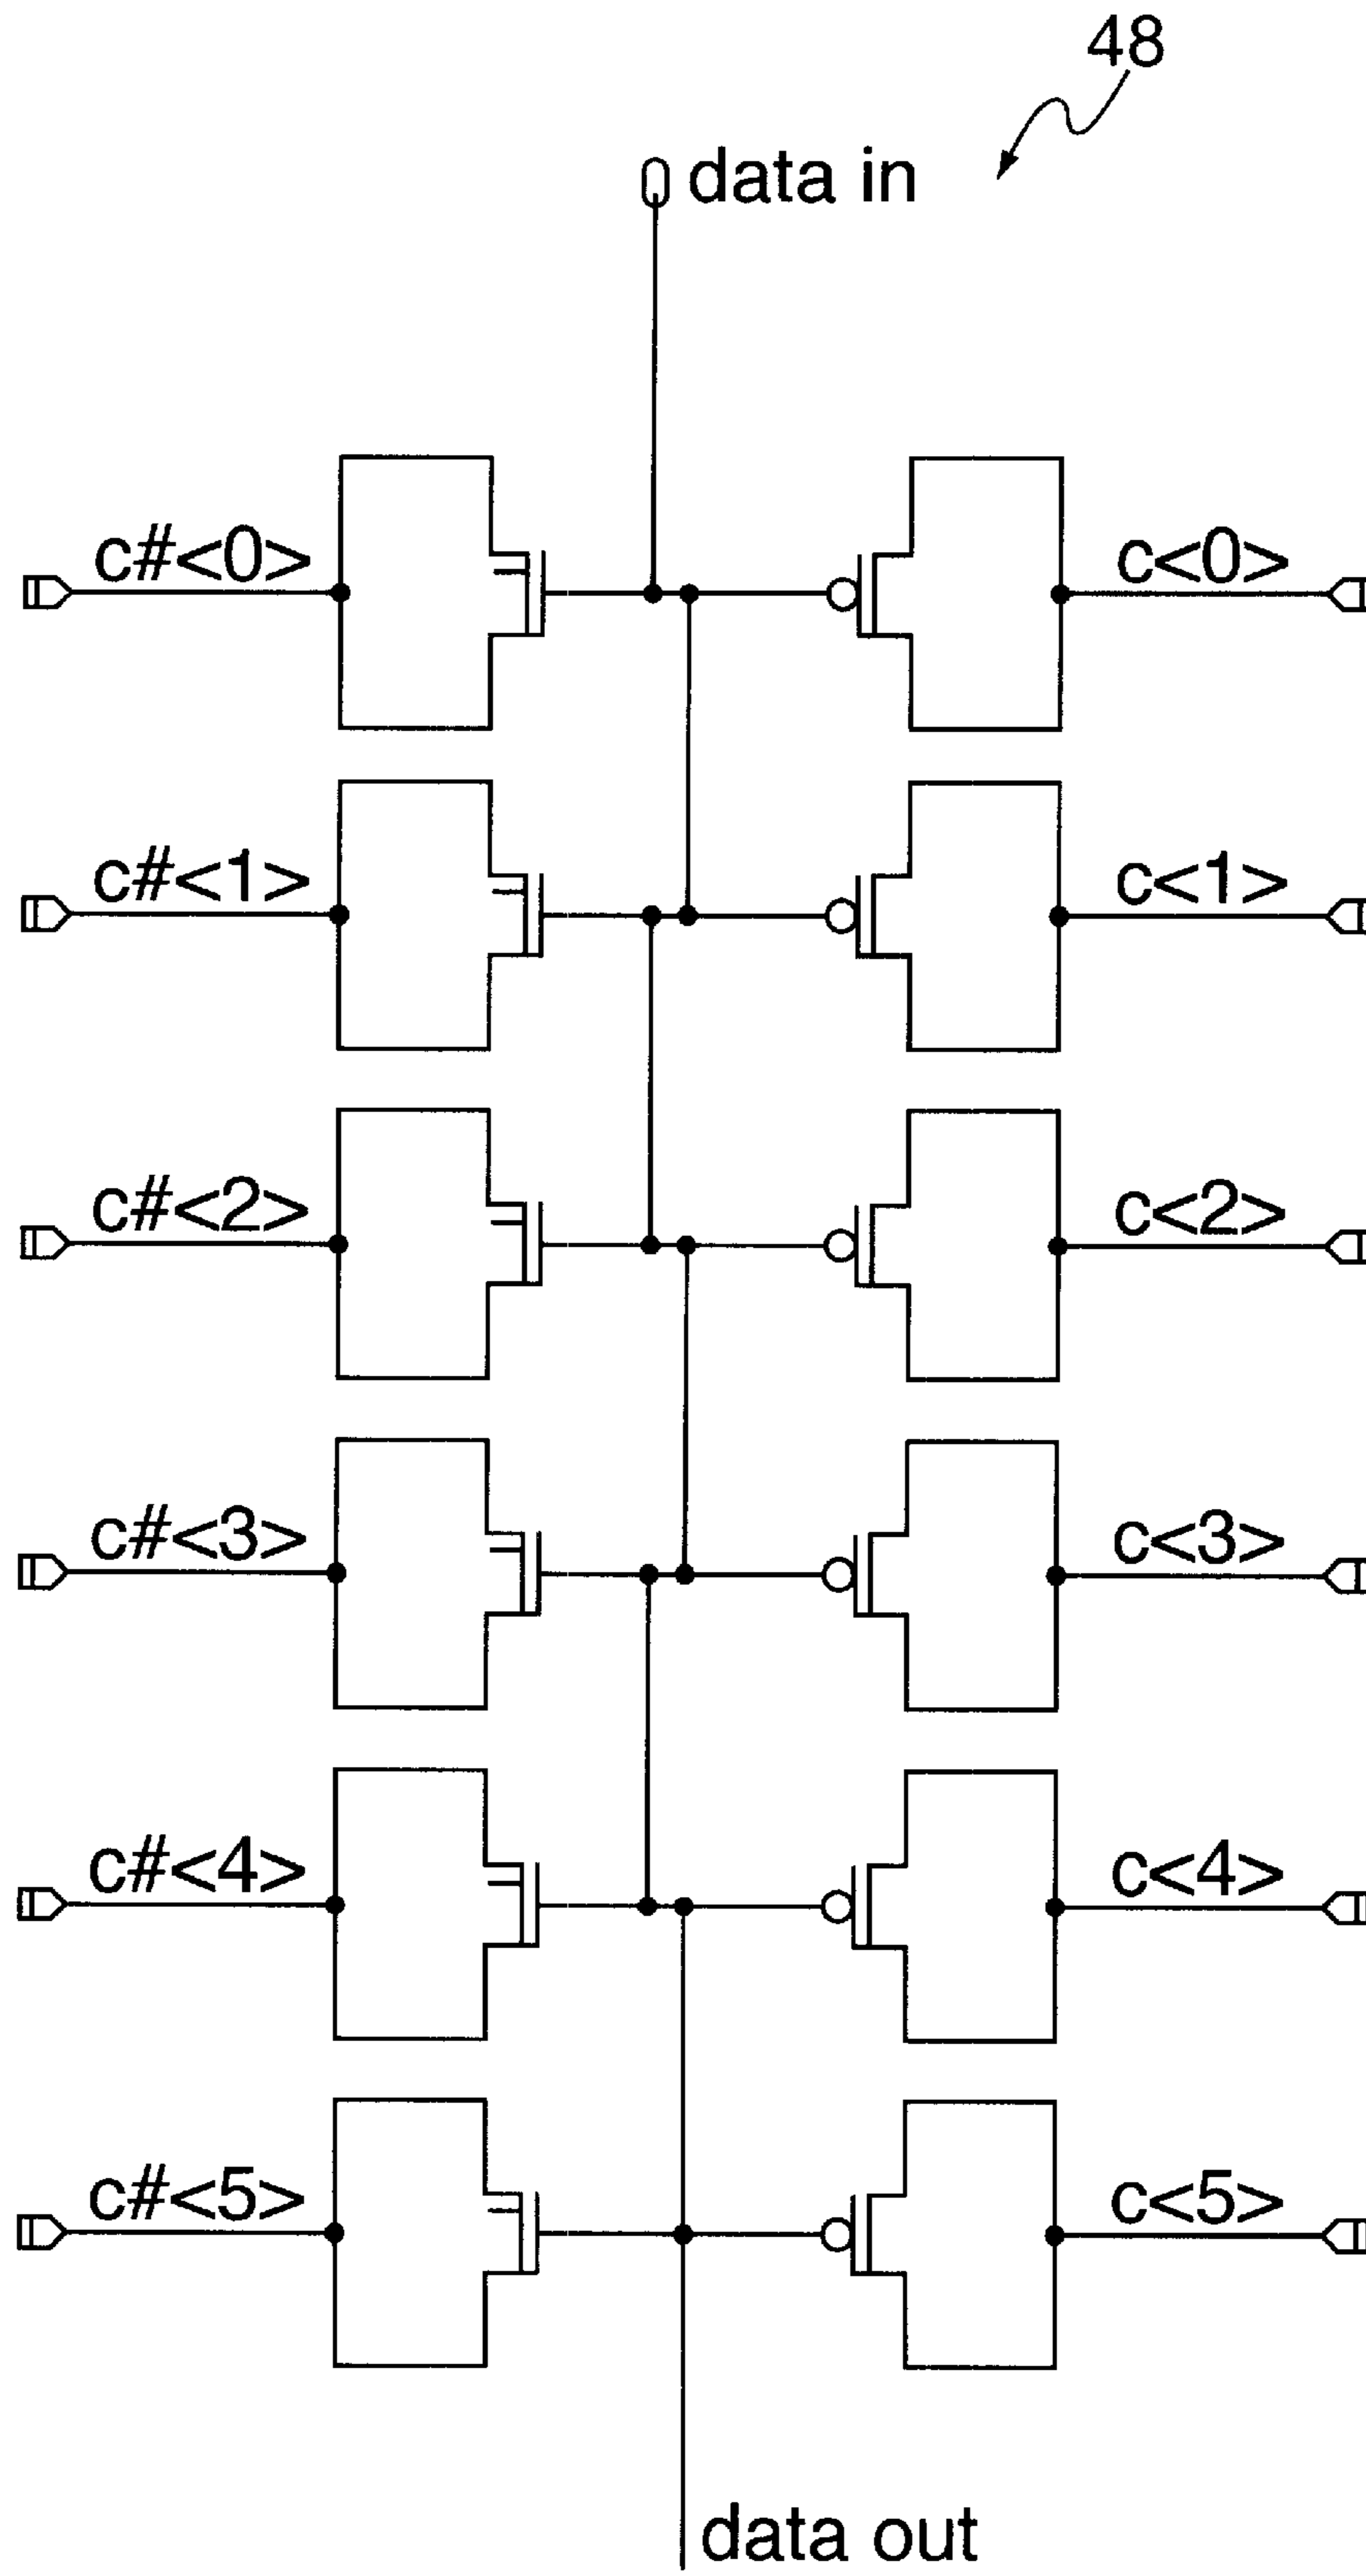 48
data in
c#<0> c<0>
c#<1> c<1>
c#<2> c<2>
c#<3> c<3>
c#<4> c<4>
c#<5> c<5>
data out